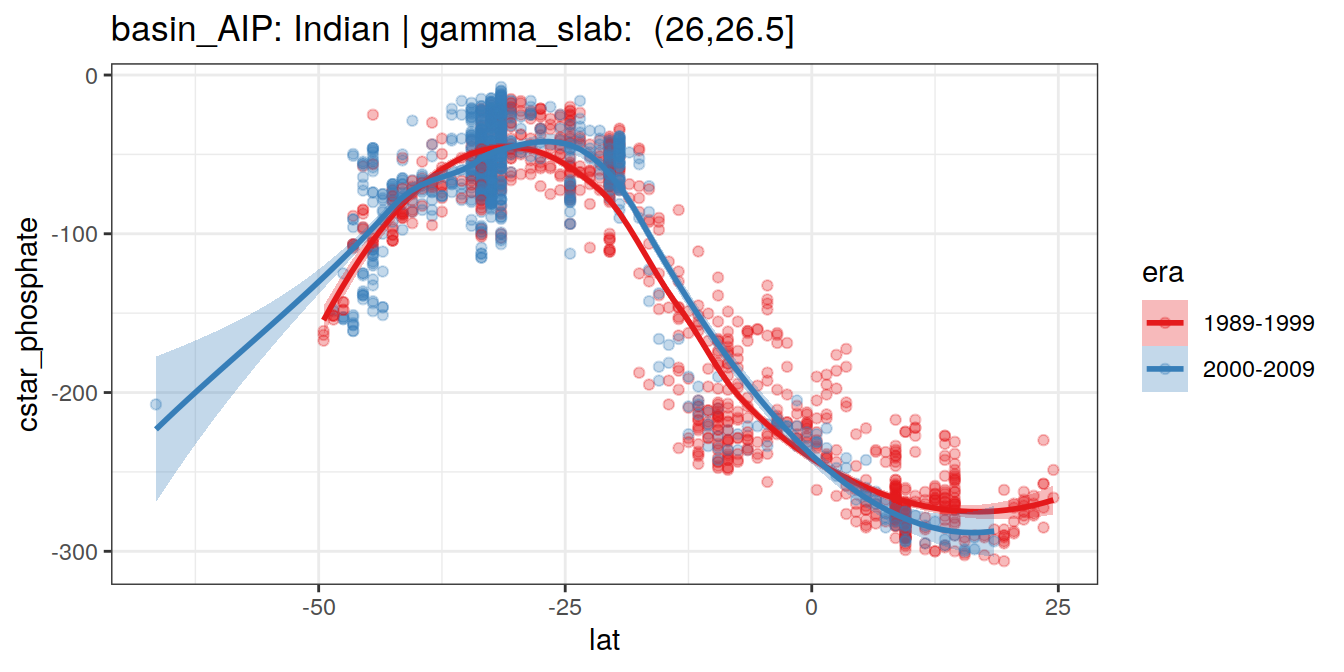 basin_AIP: Indian | gamma_slab:  (26,26.5]
0
-100
-200
-300
cstar_phosphate
-50
-25
0
25
lat
era
1989-1999
2000-2009